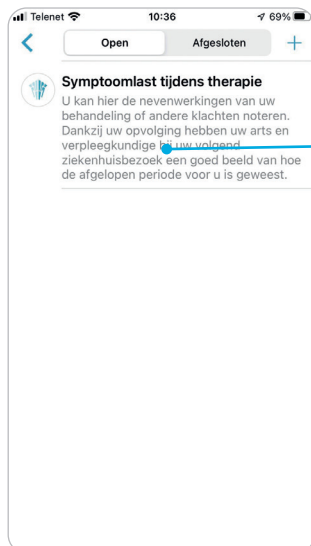 Telenet 10:36 69%
Open Afgesloten
Symptoomlast tijdens therapie
U kan hier de nevenwerkingen van uw
behandeling of andere klachten noteren.
Dankzij uw opvolging hebben uw arts en
verpleegkundige bij uw volgend
ziekenhuisbezoek een goed beeld van hoe
de afgelopen periode voor u is geweest.